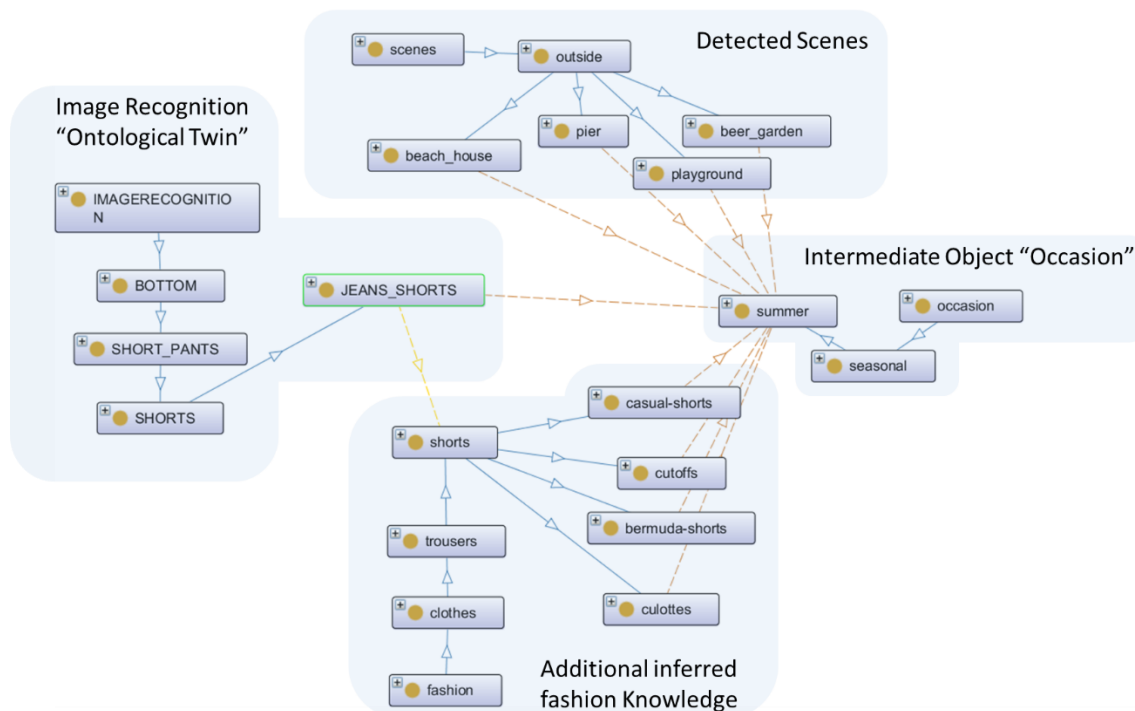 Detected Scenes
scenes
outside
Image Recognition
“Ontological Twin”
pier
beer_garden
beach_house
playground
IMAGERECOGNITIO
N
Intermediate Object “Occasion”
BOTTOM
JEANS_SHORTS
summer
occasion
SHORT_PANTS
seasonal
SHORTS
casual-shorts
shorts
cutoffs
bermuda-shorts
trousers
clothes
culottes
fashion
Additional inferred
fashion Knowledge